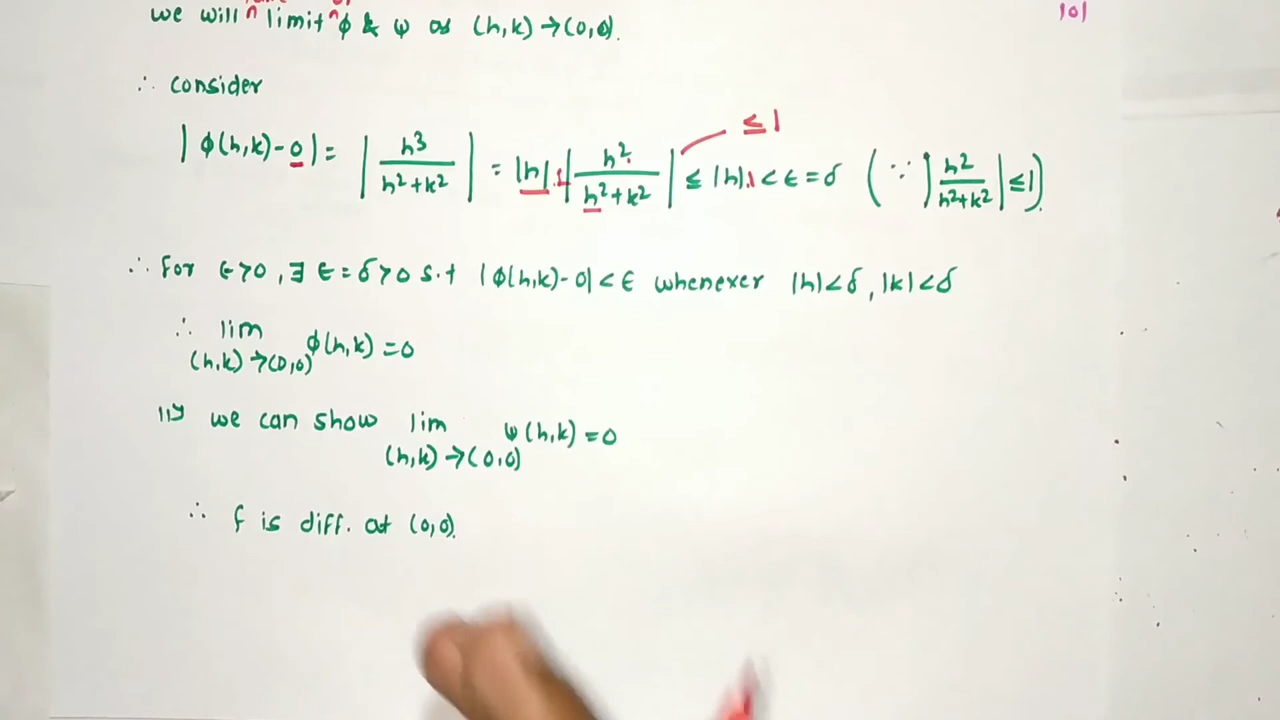 101
we will limit ϕ & ψ as (h,k)→(0,0).
∴ consider
|ϕ(h,k)-0| = |h³/(h²+k²)| = |h|.|h²/(h²+k²)| ≤ |h|.1 < ϵ = δ (∵ |h²/(h²+k²)| ≤ 1).
≤ 1
∴ For ϵ>0, ∃ ϵ=δ>0 s.t |ϕ(h,k)-0| < ϵ whenever |h|<δ, |k|<δ
∴ lim (h,k)→(0,0) ϕ(h,k) = 0
|||y we can show lim (h,k)→(0,0) ψ(h,k) = 0
∴ f is diff. at (0,0).